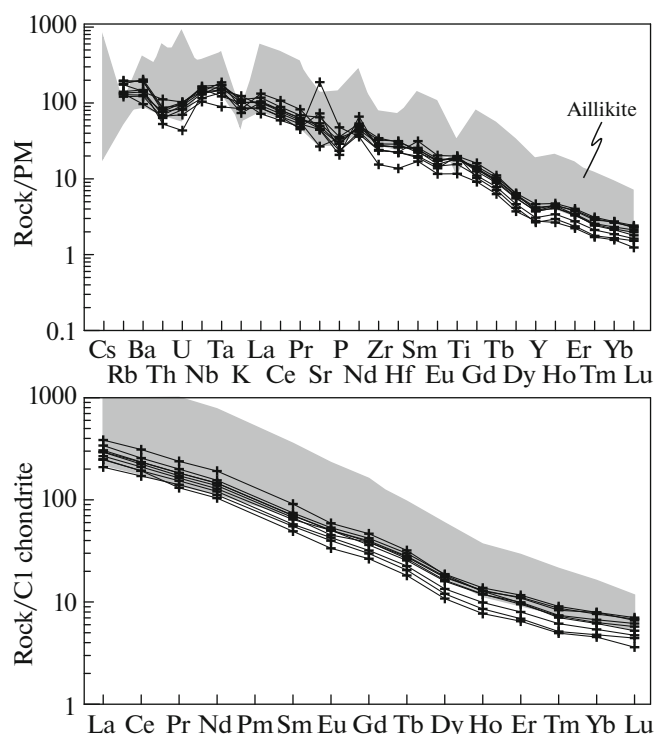 1000
100
10
1
0.1
Rock/PM
Aillikite
Cs Ba U Ta La Pr P Zr Sm Ti Tb Y Er Yb
Rb Th Nb K Ce Sr Nd Hf Eu Gd Dy Ho Tm Lu
1000
100
10
1
Rock/C1 chondrite
La Ce Pr Nd Pm Sm Eu Gd Tb Dy Ho Er Tm Yb Lu